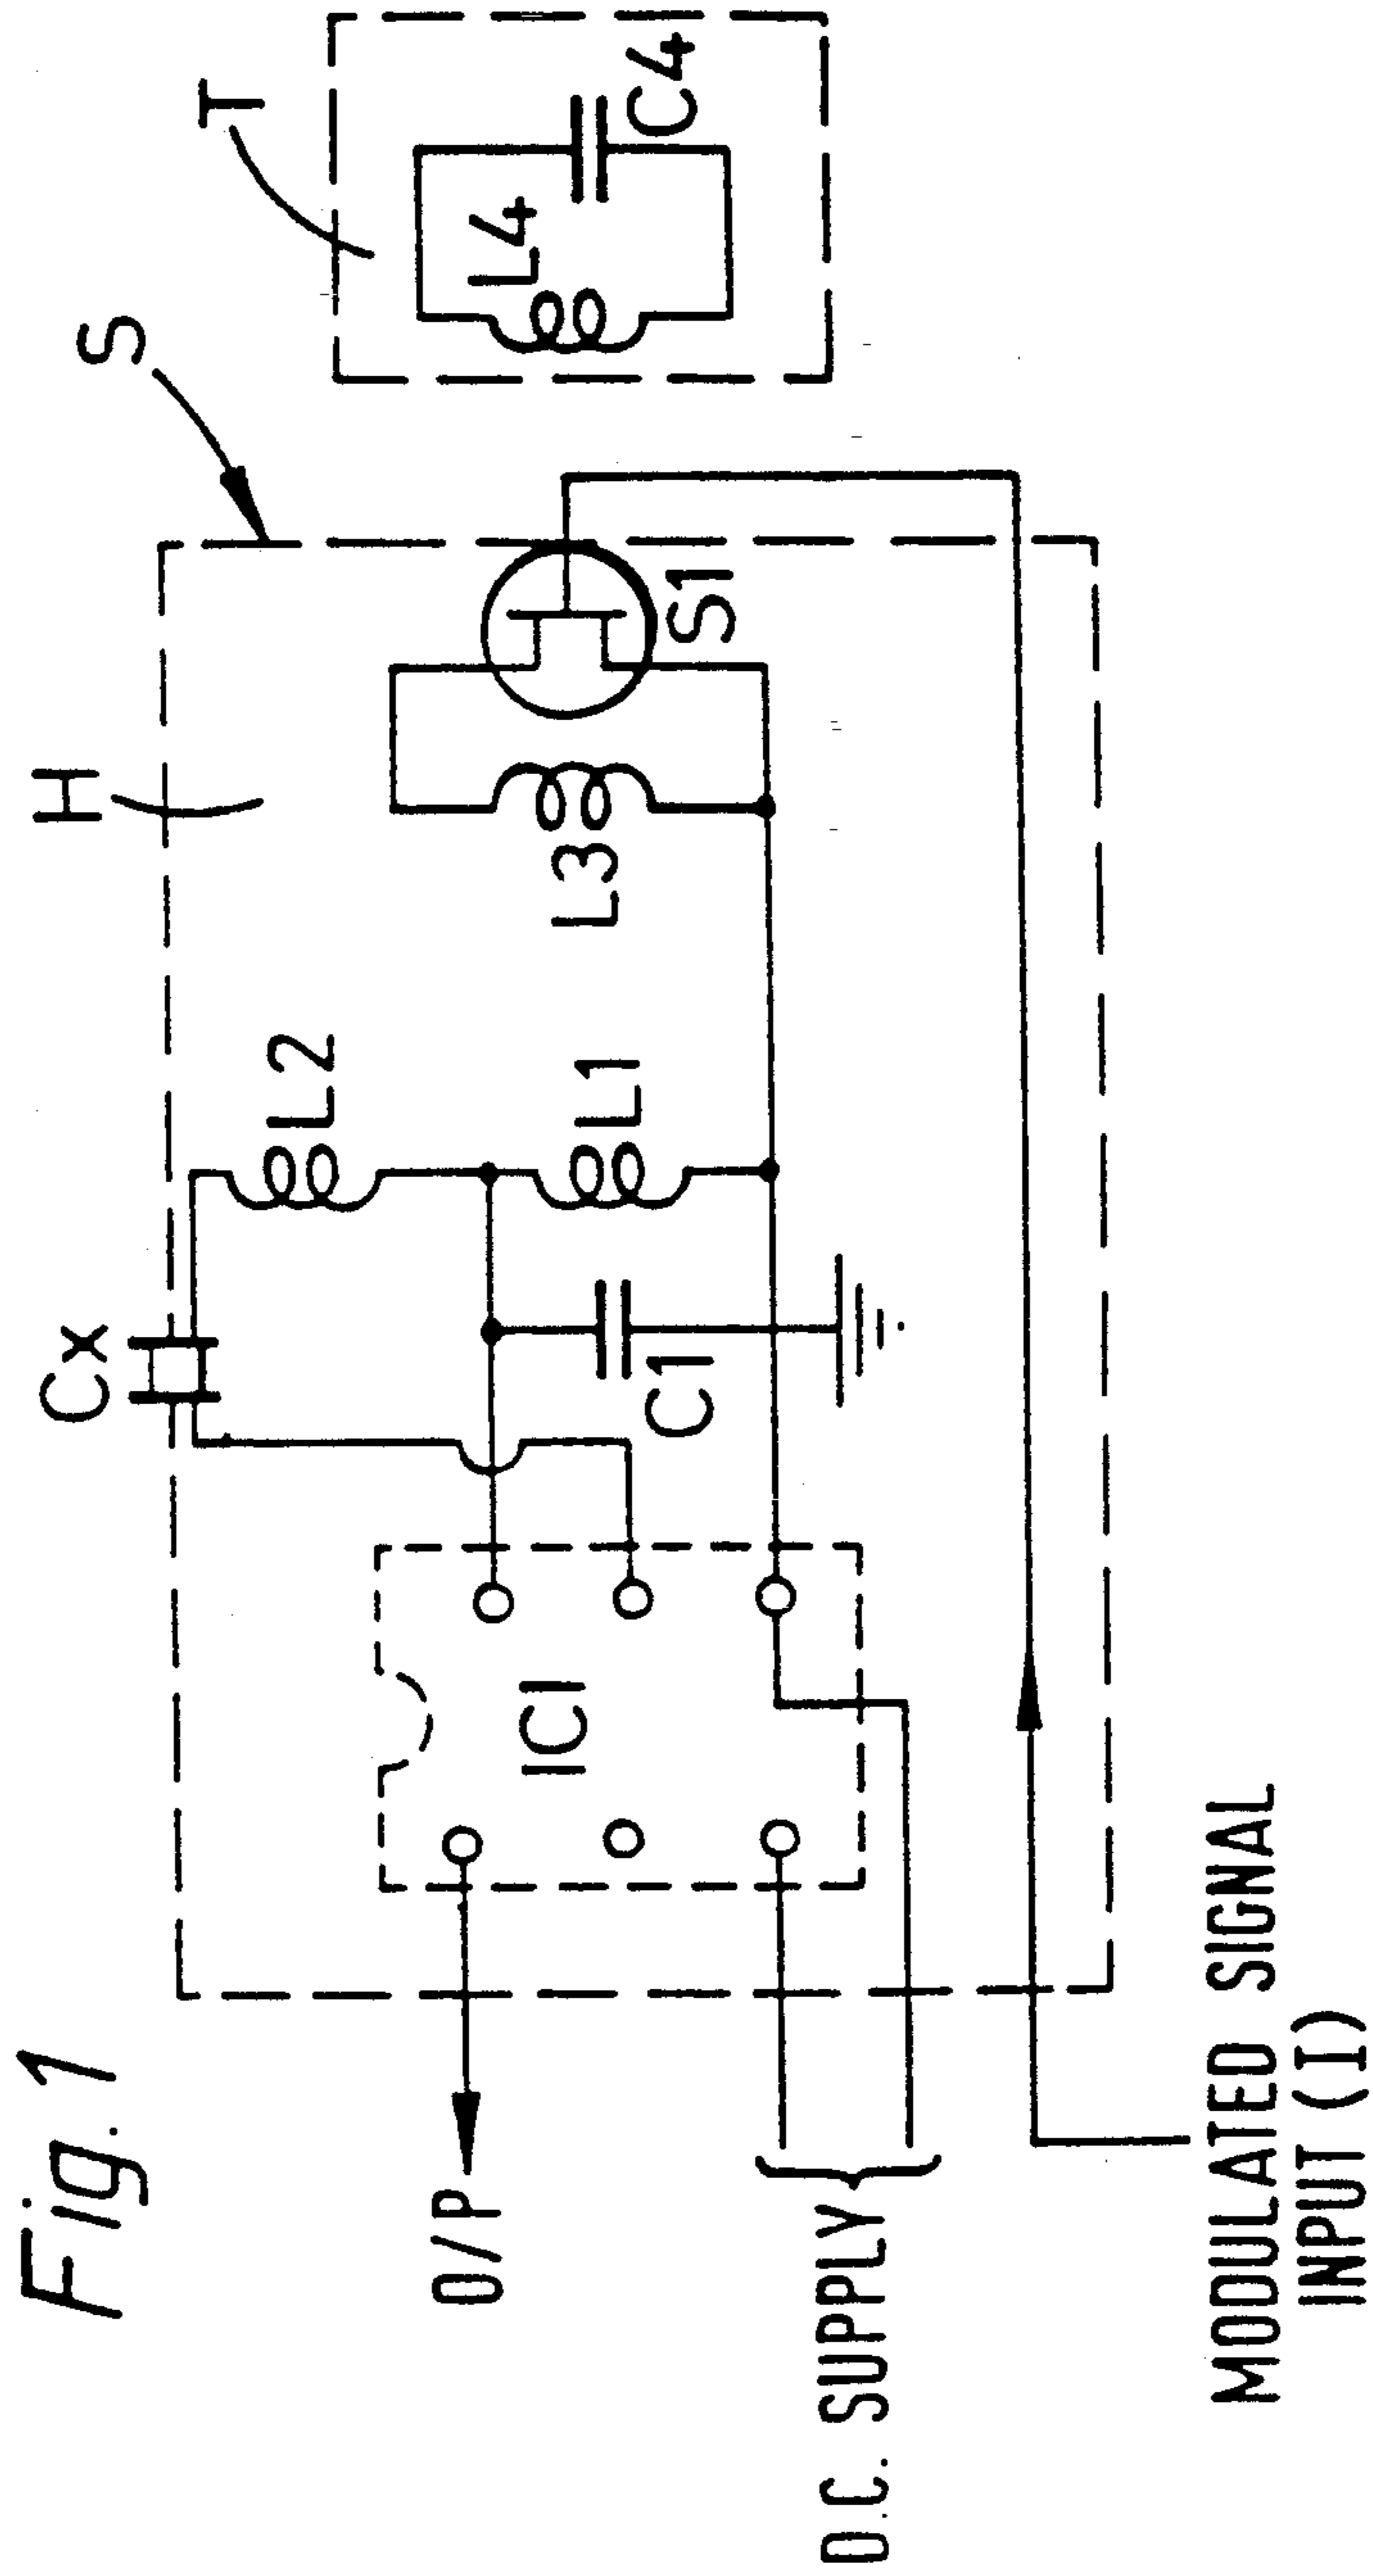 Fig. 1
Cx
H
S
T
L2
L1
L3
S1
L4
C4
C1
IC1
O/P
D.C. SUPPLY
MODULATED SIGNAL
INPUT (I)